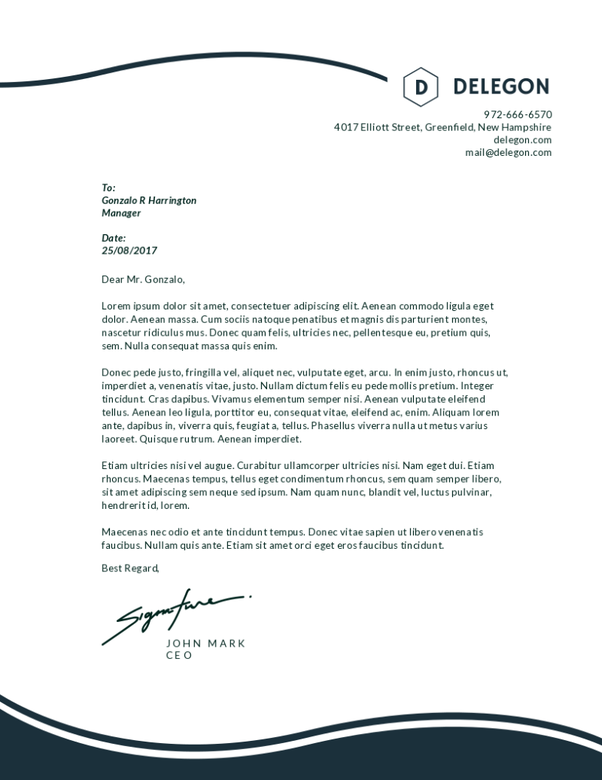 D DELEGON
972-666-6570
4017 Elliott Street, Greenfield, New Hampshire
delegon.com
mail@delegon.com
To:
Gonzalo R Harrington
Manager
Date:
25/08/2017
Dear Mr. Gonzalo,
Lorem ipsum dolor sit amet, consectetuer adipiscing elit. Aenean commodo ligula eget
dolor. Aenean massa. Cum sociis natoque penatibus et magnis dis parturient montes,
nascetur ridiculus mus. Donec quam felis, ultricies nec, pellentesque eu, pretium quis,
sem. Nulla consequat massa quis enim.
Donec pede justo, fringilla vel, aliquet nec, vulputate eget, arcu. In enim justo, rhoncus ut,
imperdiet a, venenatis vitae, justo. Nullam dictum felis eu pede mollis pretium. Integer
tincidunt. Cras dapibus. Vivamus elementum semper nisi. Aenean vulputate eleifend
tellus. Aenean leo ligula, porttitor eu, consequat vitae, eleifend ac, enim. Aliquam lorem
ante, dapibus in, viverra quis, feugiat a, tellus. Phasellus viverra nulla ut metus varius
laoreet. Quisque rutrum. Aenean imperdiet.
Etiam ultricies nisi vel augue. Curabitur ullamcorper ultricies nisi. Nam eget dui. Etiam
rhoncus. Maecenas tempus, tellus eget condimentum rhoncus, sem quam semper libero,
sit amet adipiscing sem neque sed ipsum. Nam quam nunc, blandit vel, luctus pulvinar,
hendrerit id, lorem.
Maecenas nec odio et ante tincidunt tempus. Donec vitae sapien ut libero venenatis
faucibus. Nullam quis ante. Etiam sit amet orci eget eros faucibus tincidunt.
Best Regard,
Signature
JOHN MARK
CEO